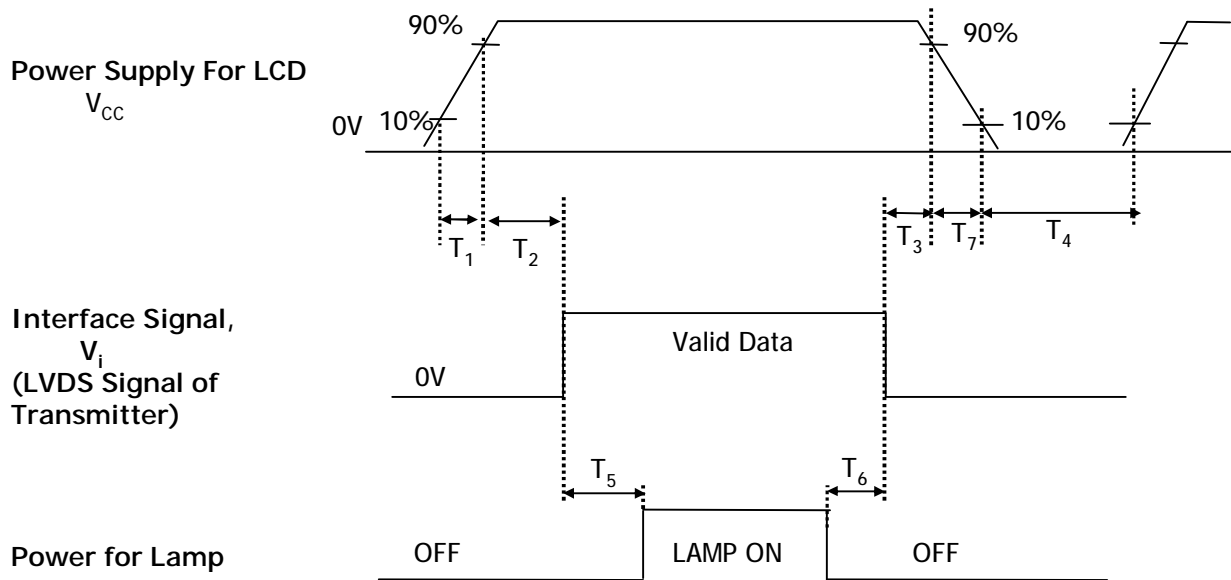 90%
90%
Power Supply For LCD
VCC
0V
10%
10%
T1
T2
T3
T7
T4
Interface Signal,
Vi
(LVDS Signal of
Transmitter)
Valid Data
0V
T5
T6
Power for Lamp
OFF
LAMP ON
OFF